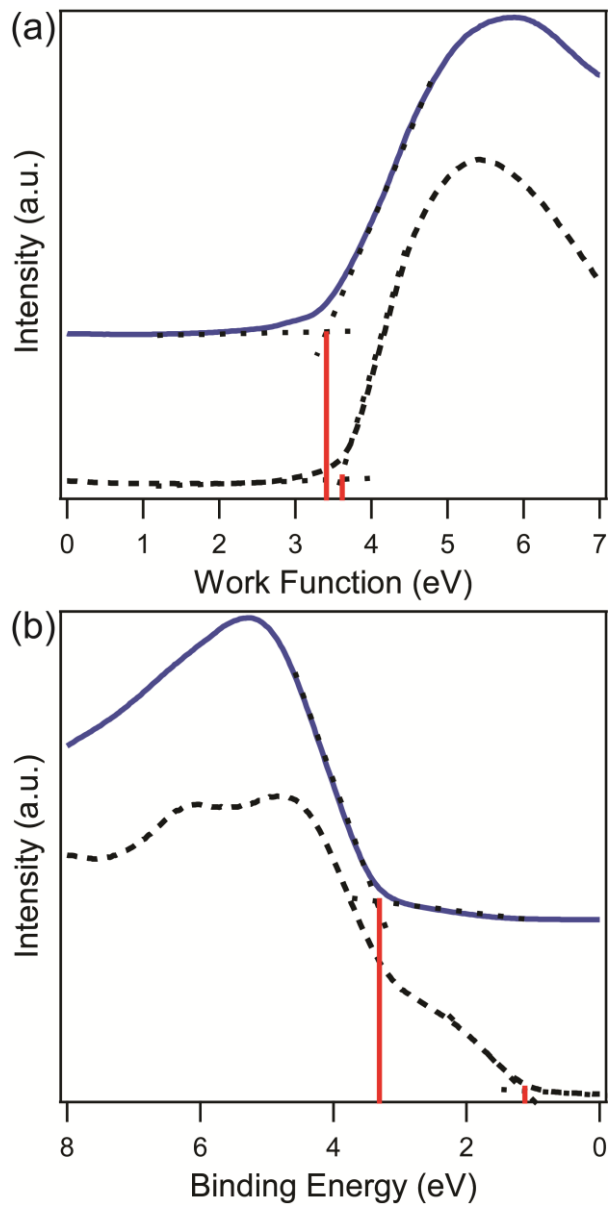 (a)
Intensity (a.u.)
0 1 2 3 4 5 6 7
Work Function (eV)
(b)
Intensity (a.u.)
8 6 4 2 0
Binding Energy (eV)